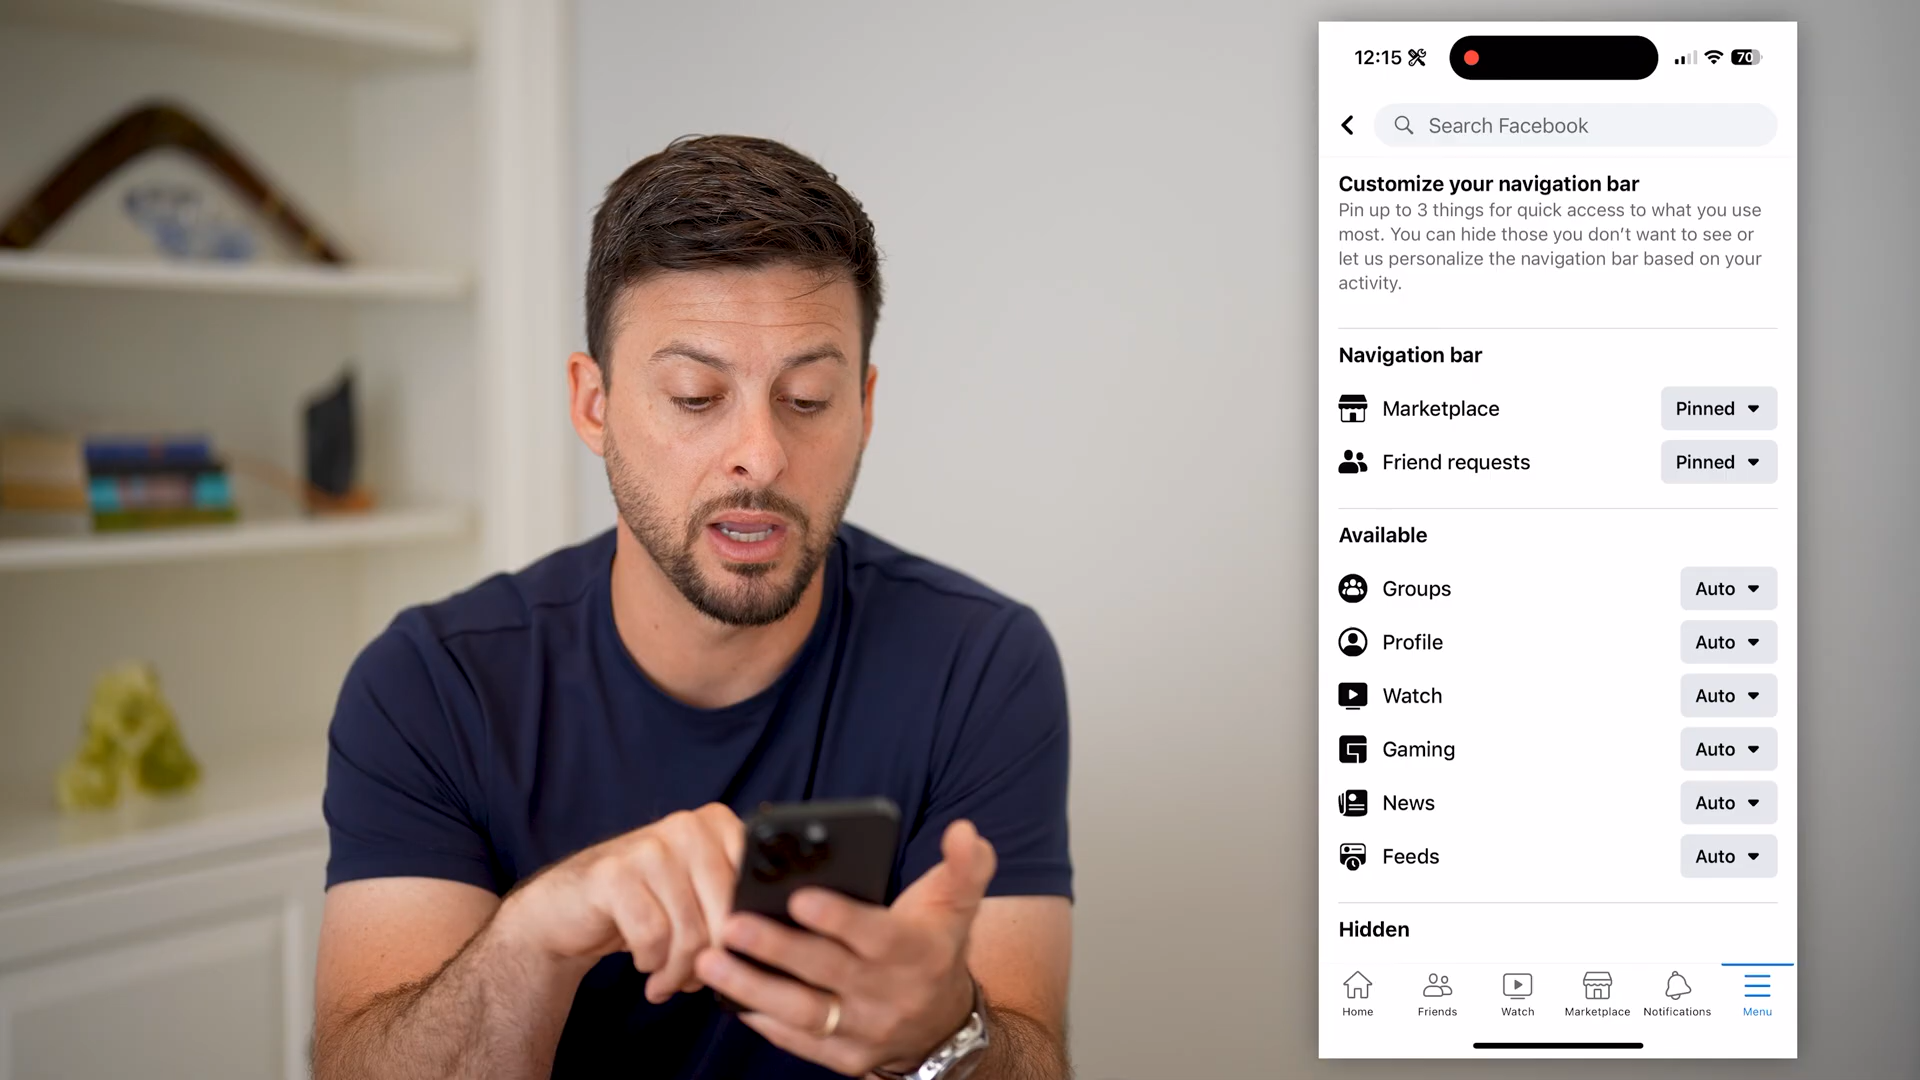 12:15
70
Search Facebook
Customize your navigation bar
Pin up to 3 things for quick access to what you use
most. You can hide those you don't want to see or
let us personalize the navigation bar based on your
activity.
Navigation bar
Marketplace Pinned
Friend requests Pinned
Available
Groups Auto
Profile Auto
Watch Auto
Gaming Auto
News Auto
Feeds Auto
Hidden
Home Friends Watch Marketplace Notifications Menu